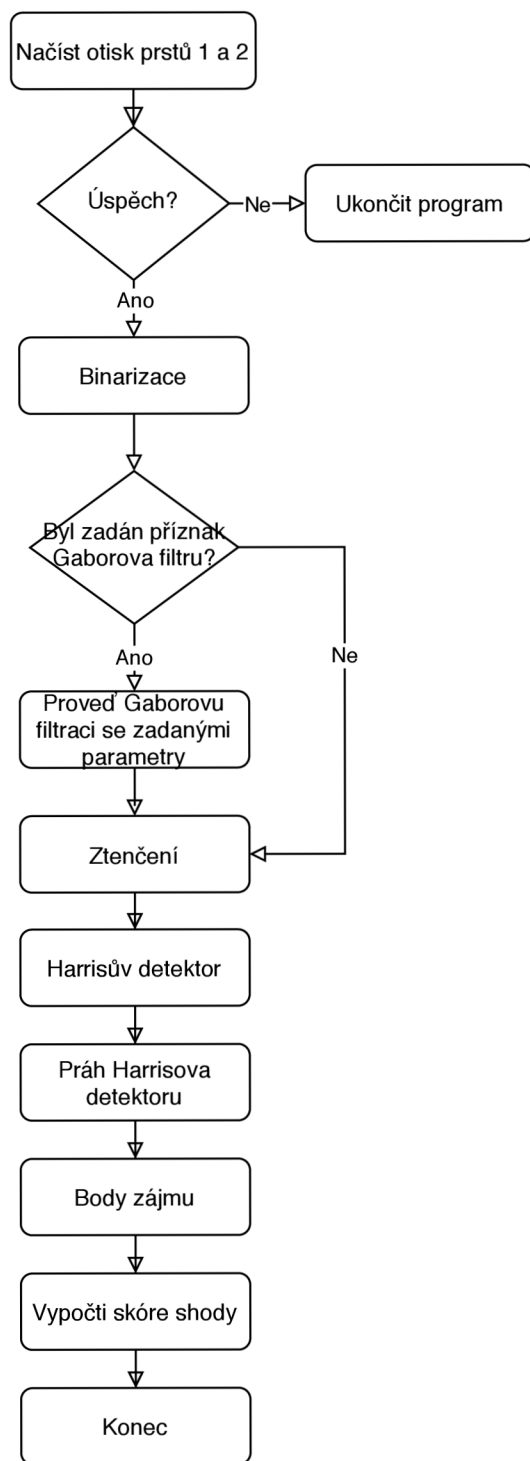 Načíst otisk prstů 1 a 2
Úspěch?
Ne
Ukončit program
Ano
Binarizace
Byl zadán příznak
Gaborova filtru?
Ano
Ne
Proveď Gaborovu
filtraci se zadanými
parametry
Ztenčení
Harrisův detektor
Práh Harrisova
detektoru
Body zájmu
Vypočti skóre shody
Konec